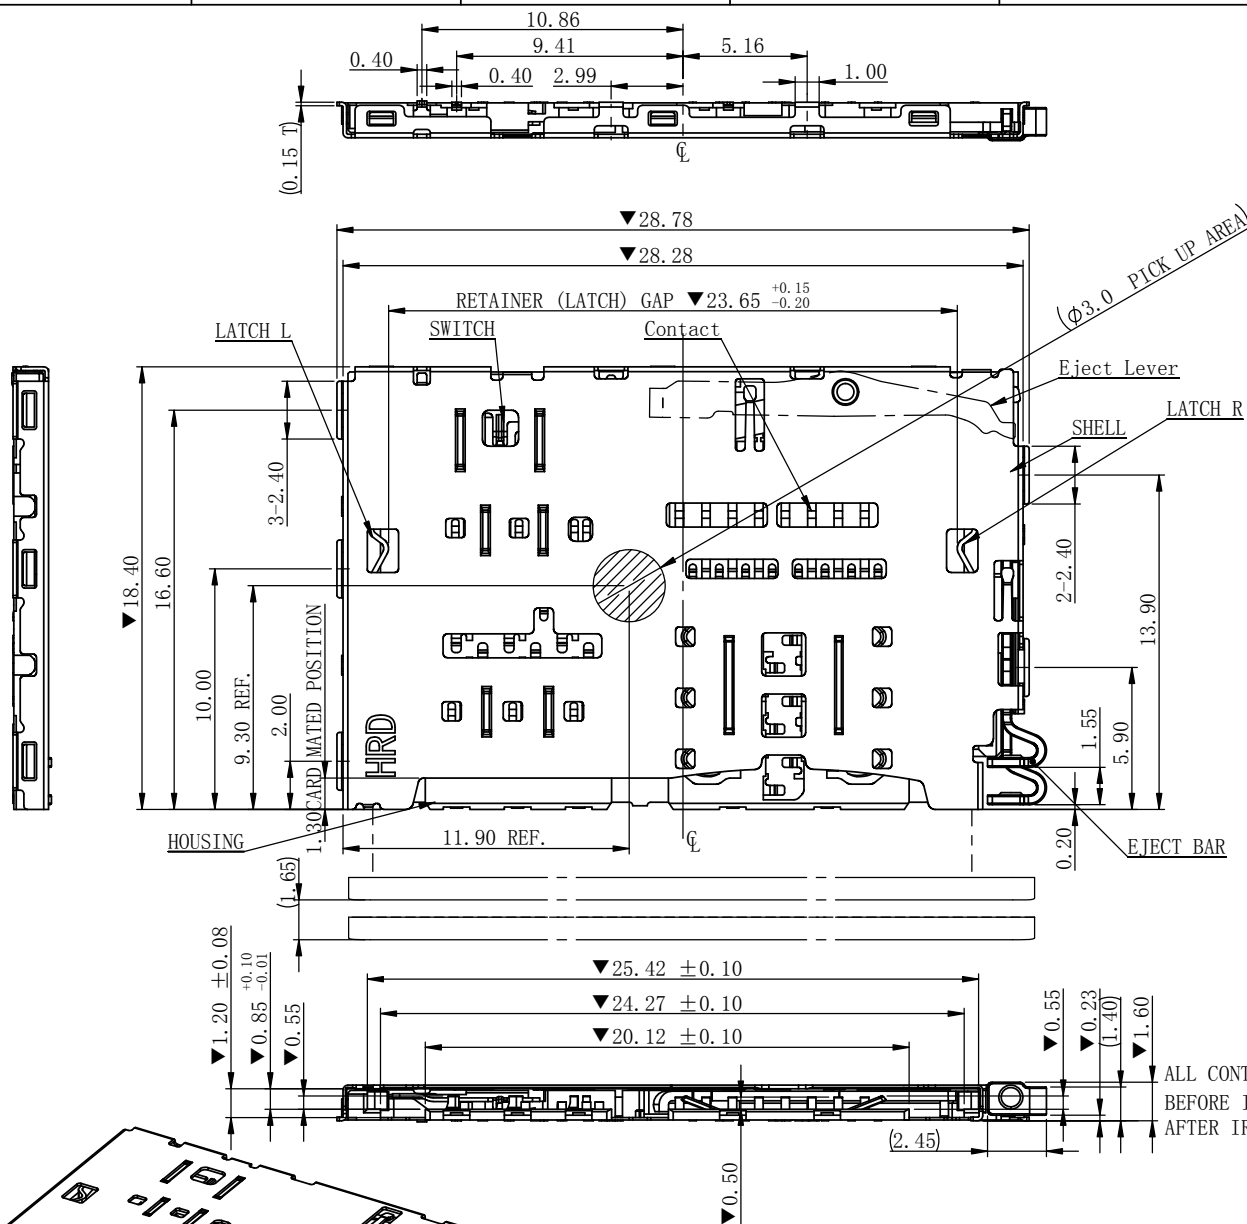 10.86
9.41
5.16
0.40
0.40
2.99
1.00
(0.15 T)
℄
▼28.78
▼28.28
RETAINER (LATCH) GAP ▼23.65 +0.15 -0.20
(Ø3.0 PICK UP AREA)
LATCH L
SWITCH
Contact
Eject Lever
LATCH R
SHELL
3-2.40
2-2.40
▼18.40
16.60
10.00
9.30 REF.
2.00
1.30CARD MATED POSITION
13.90
5.90
1.55
0.20
HRD
HOUSING
11.90 REF.
℄
EJECT BAR
(1.65)
▼25.42 ±0.10
▼24.27 ±0.10
▼20.12 ±0.10
▼1.20 ±0.08
▼0.85 +0.10 -0.01
▼0.55
▼0.55
▼0.23
(1.40)
▼1.60
ALL CONT
BEFORE
AFTER
(2.45)
▼0.50